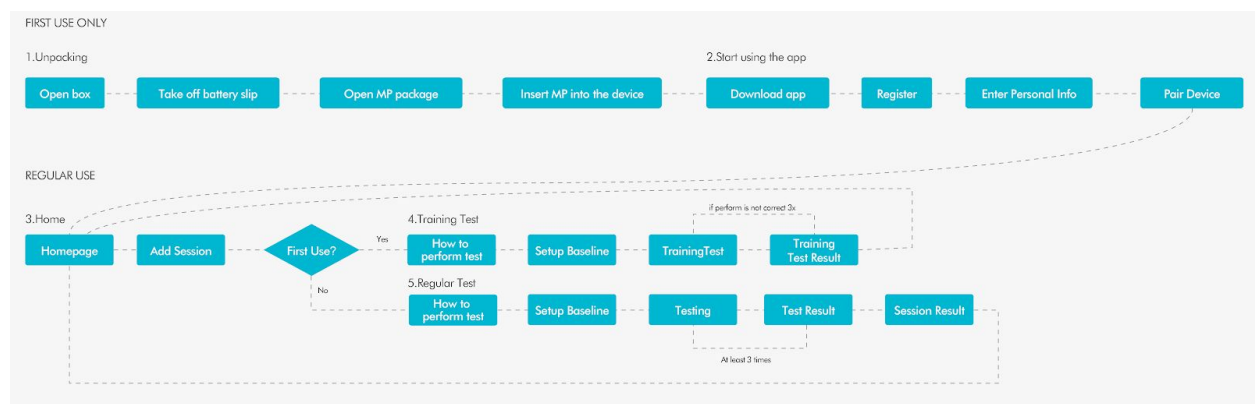 FIRST USE ONLY
1.Unpacking
2.Start using the app
Open box
Take off battery slip
Open MP package
Insert MP into the device
Download app
Register
Enter Personal Info
Pair Device
REGULAR USE
3.Home
4.Training Test
if perform is not correct 3x
Homepage
Add Session
First Use?
Yes
How to
perform test
Setup Baseline
TrainingTest
Training
Test Result
No
5.Regular Test
How to
perform test
Setup Baseline
Testing
Test Result
Session Result
At least 3 times